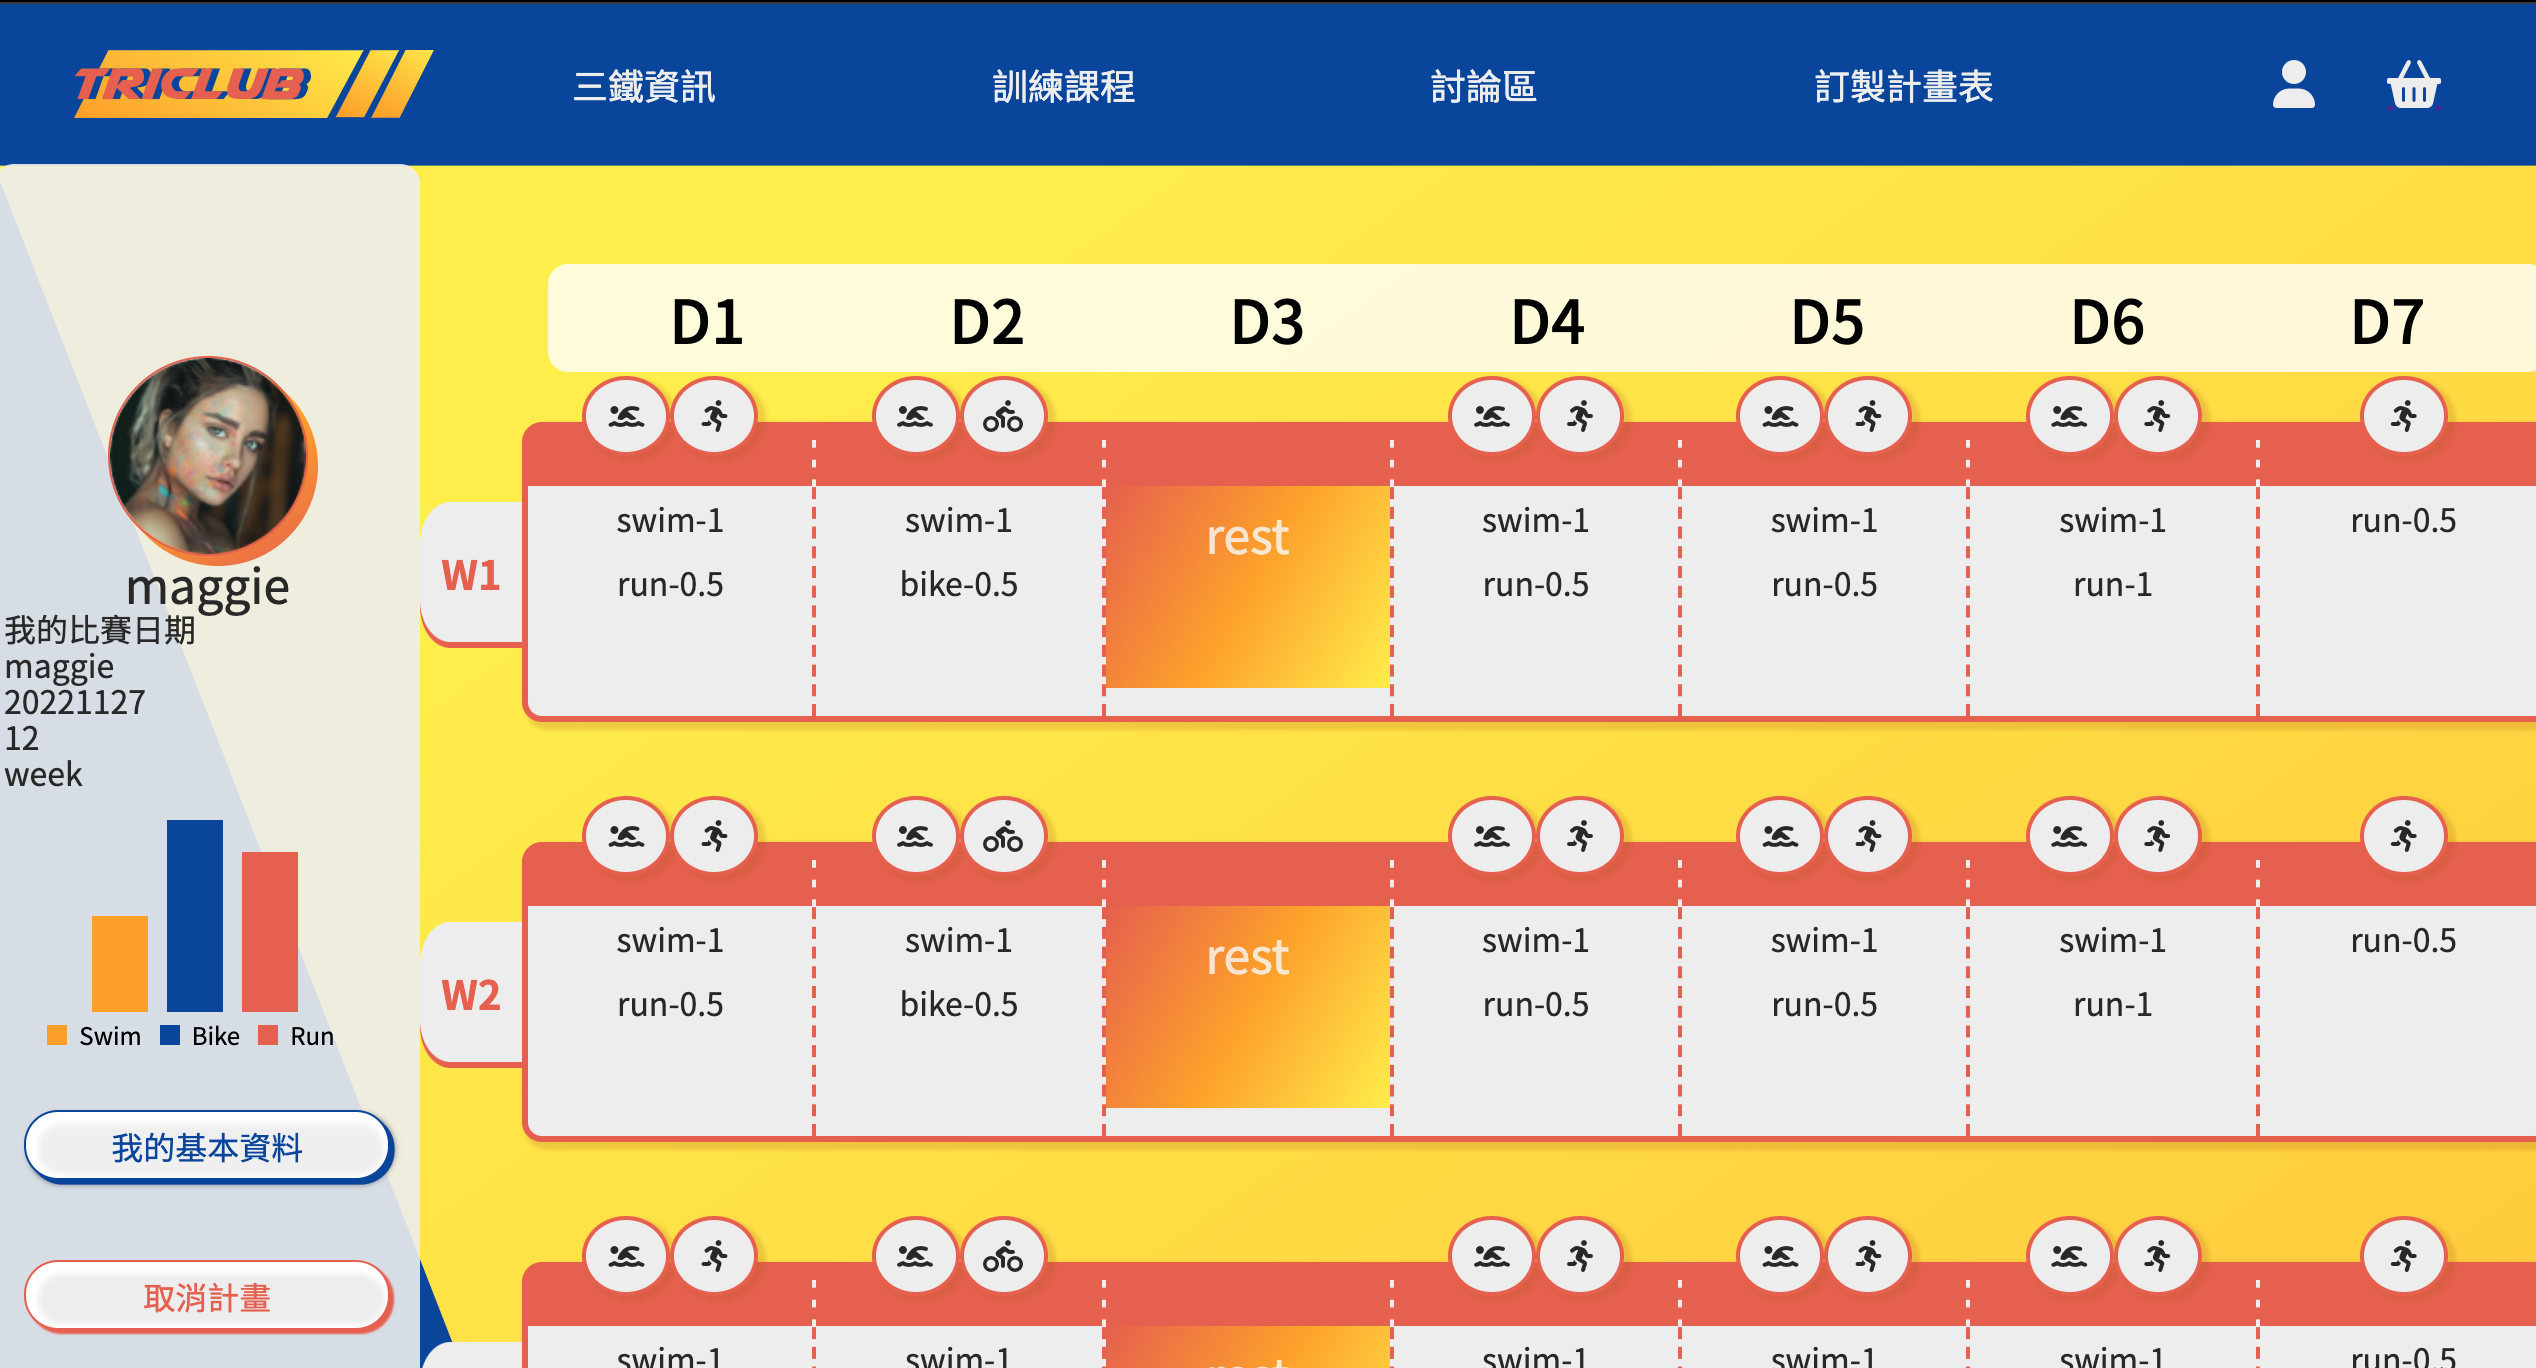 TRICLUB
三鐵資訊
訓練課程
討論區
訂製計畫表
maggie
我的比賽日期
maggie
20221127
12
week
Swim Bike Run
我的基本資料
取消計畫
D1 D2 D3 D4 D5 D6 D7
W1
swim-1 swim-1 rest swim-1 swim-1 swim-1 run-0.5
run-0.5 bike-0.5 run-0.5 run-0.5 run-1
W2
swim-1 swim-1 rest swim-1 swim-1 swim-1 run-0.5
run-0.5 bike-0.5 run-0.5 run-0.5 run-1
swim-1 swim-1 rest swim-1 swim-1 swim-1 run-0.5